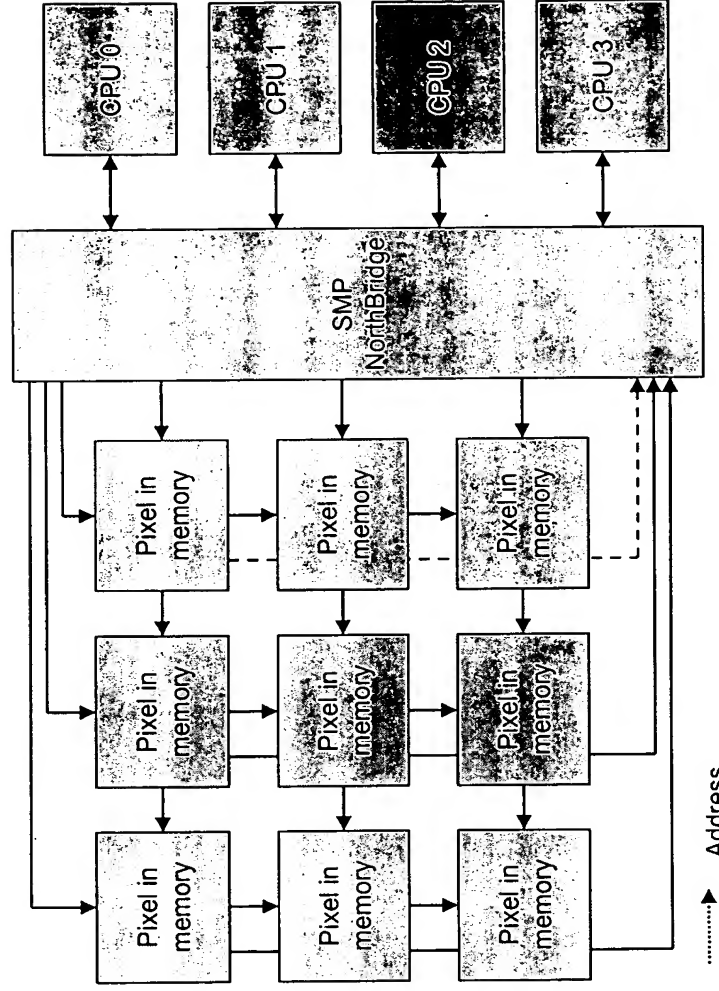 Pixel in
memory
Pixel in
memory
Pixel in
memory
CPU 0
Pixel in
memory
Pixel in
memory
Pixel in
memory
SMP
NorthBridge
CPU 1
CPU 2
Pixel in
memory
Pixel in
memory
Pixel in
memory
CPU 3
Address